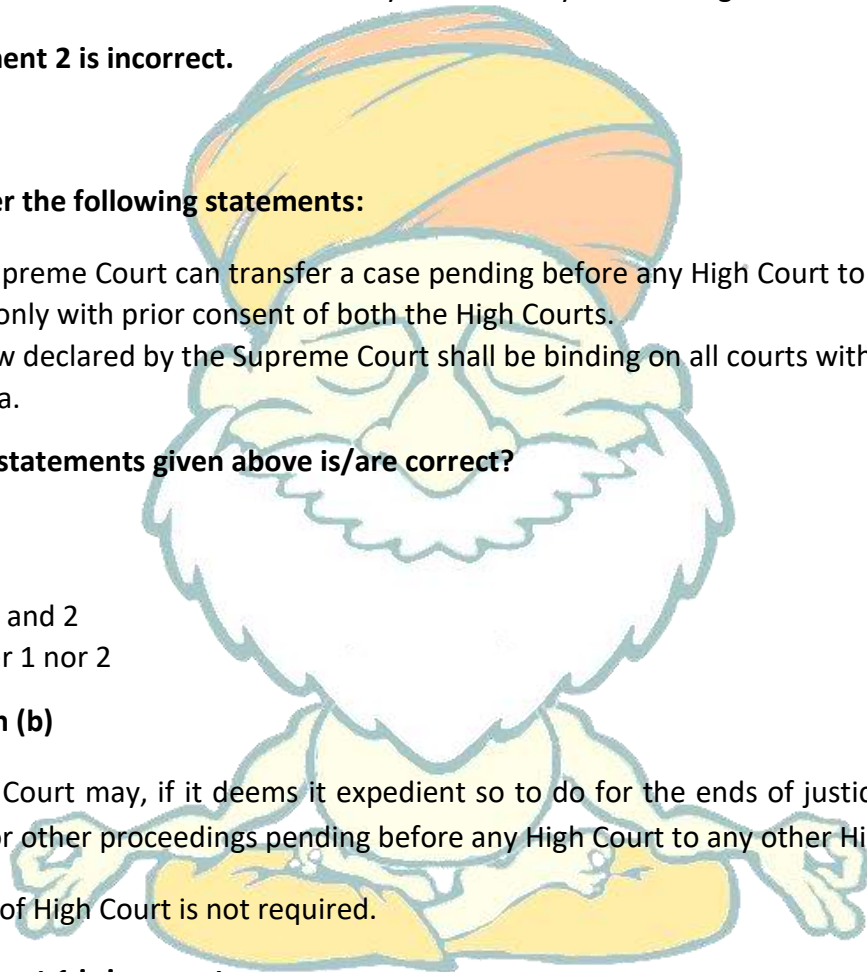 ment 2 is incorrect.
er the following statements:
preme Court can transfer a case pending before any High Court to
only with prior consent of both the High Courts.
w declared by the Supreme Court shall be binding on all courts with
a.
statements given above is/are correct?
and 2
r 1 nor 2
n (b)
Court may, if it deems it expedient so to do for the ends of justic
or other proceedings pending before any High Court to any other Hi
of High Court is not required.